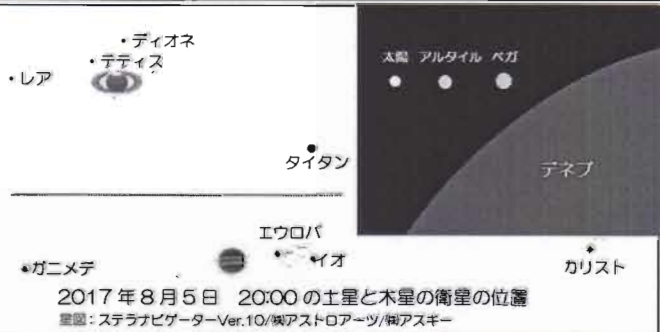 ・ディオネ
・テティス
・レア
タイタン
太陽 アルタイル ベガ
デネブ
エウロパ
イオ
・ガニメデ
カリスト
2017年8月5日 20:00の土星と木星の衛星の位置
星図：ステラナビゲーターVer.10/㈱アストロアーツ/㈱アスキー